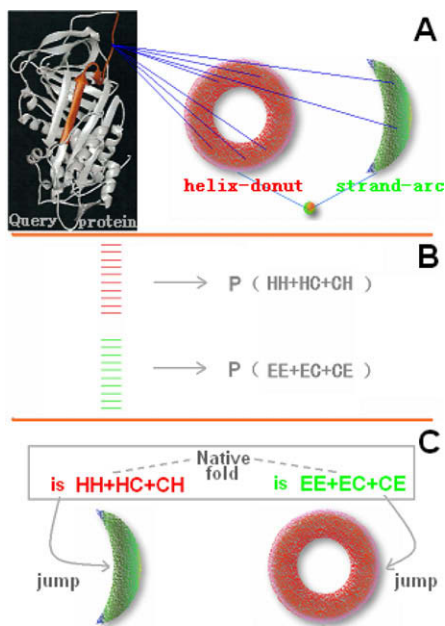 A
helix-donut
strand-arc
Query protein
B
P ( HH+HC+CH )
P ( EE+EC+CE )
C
Native
fold
is HH+HC+CH
is EE+EC+CE
jump
jump